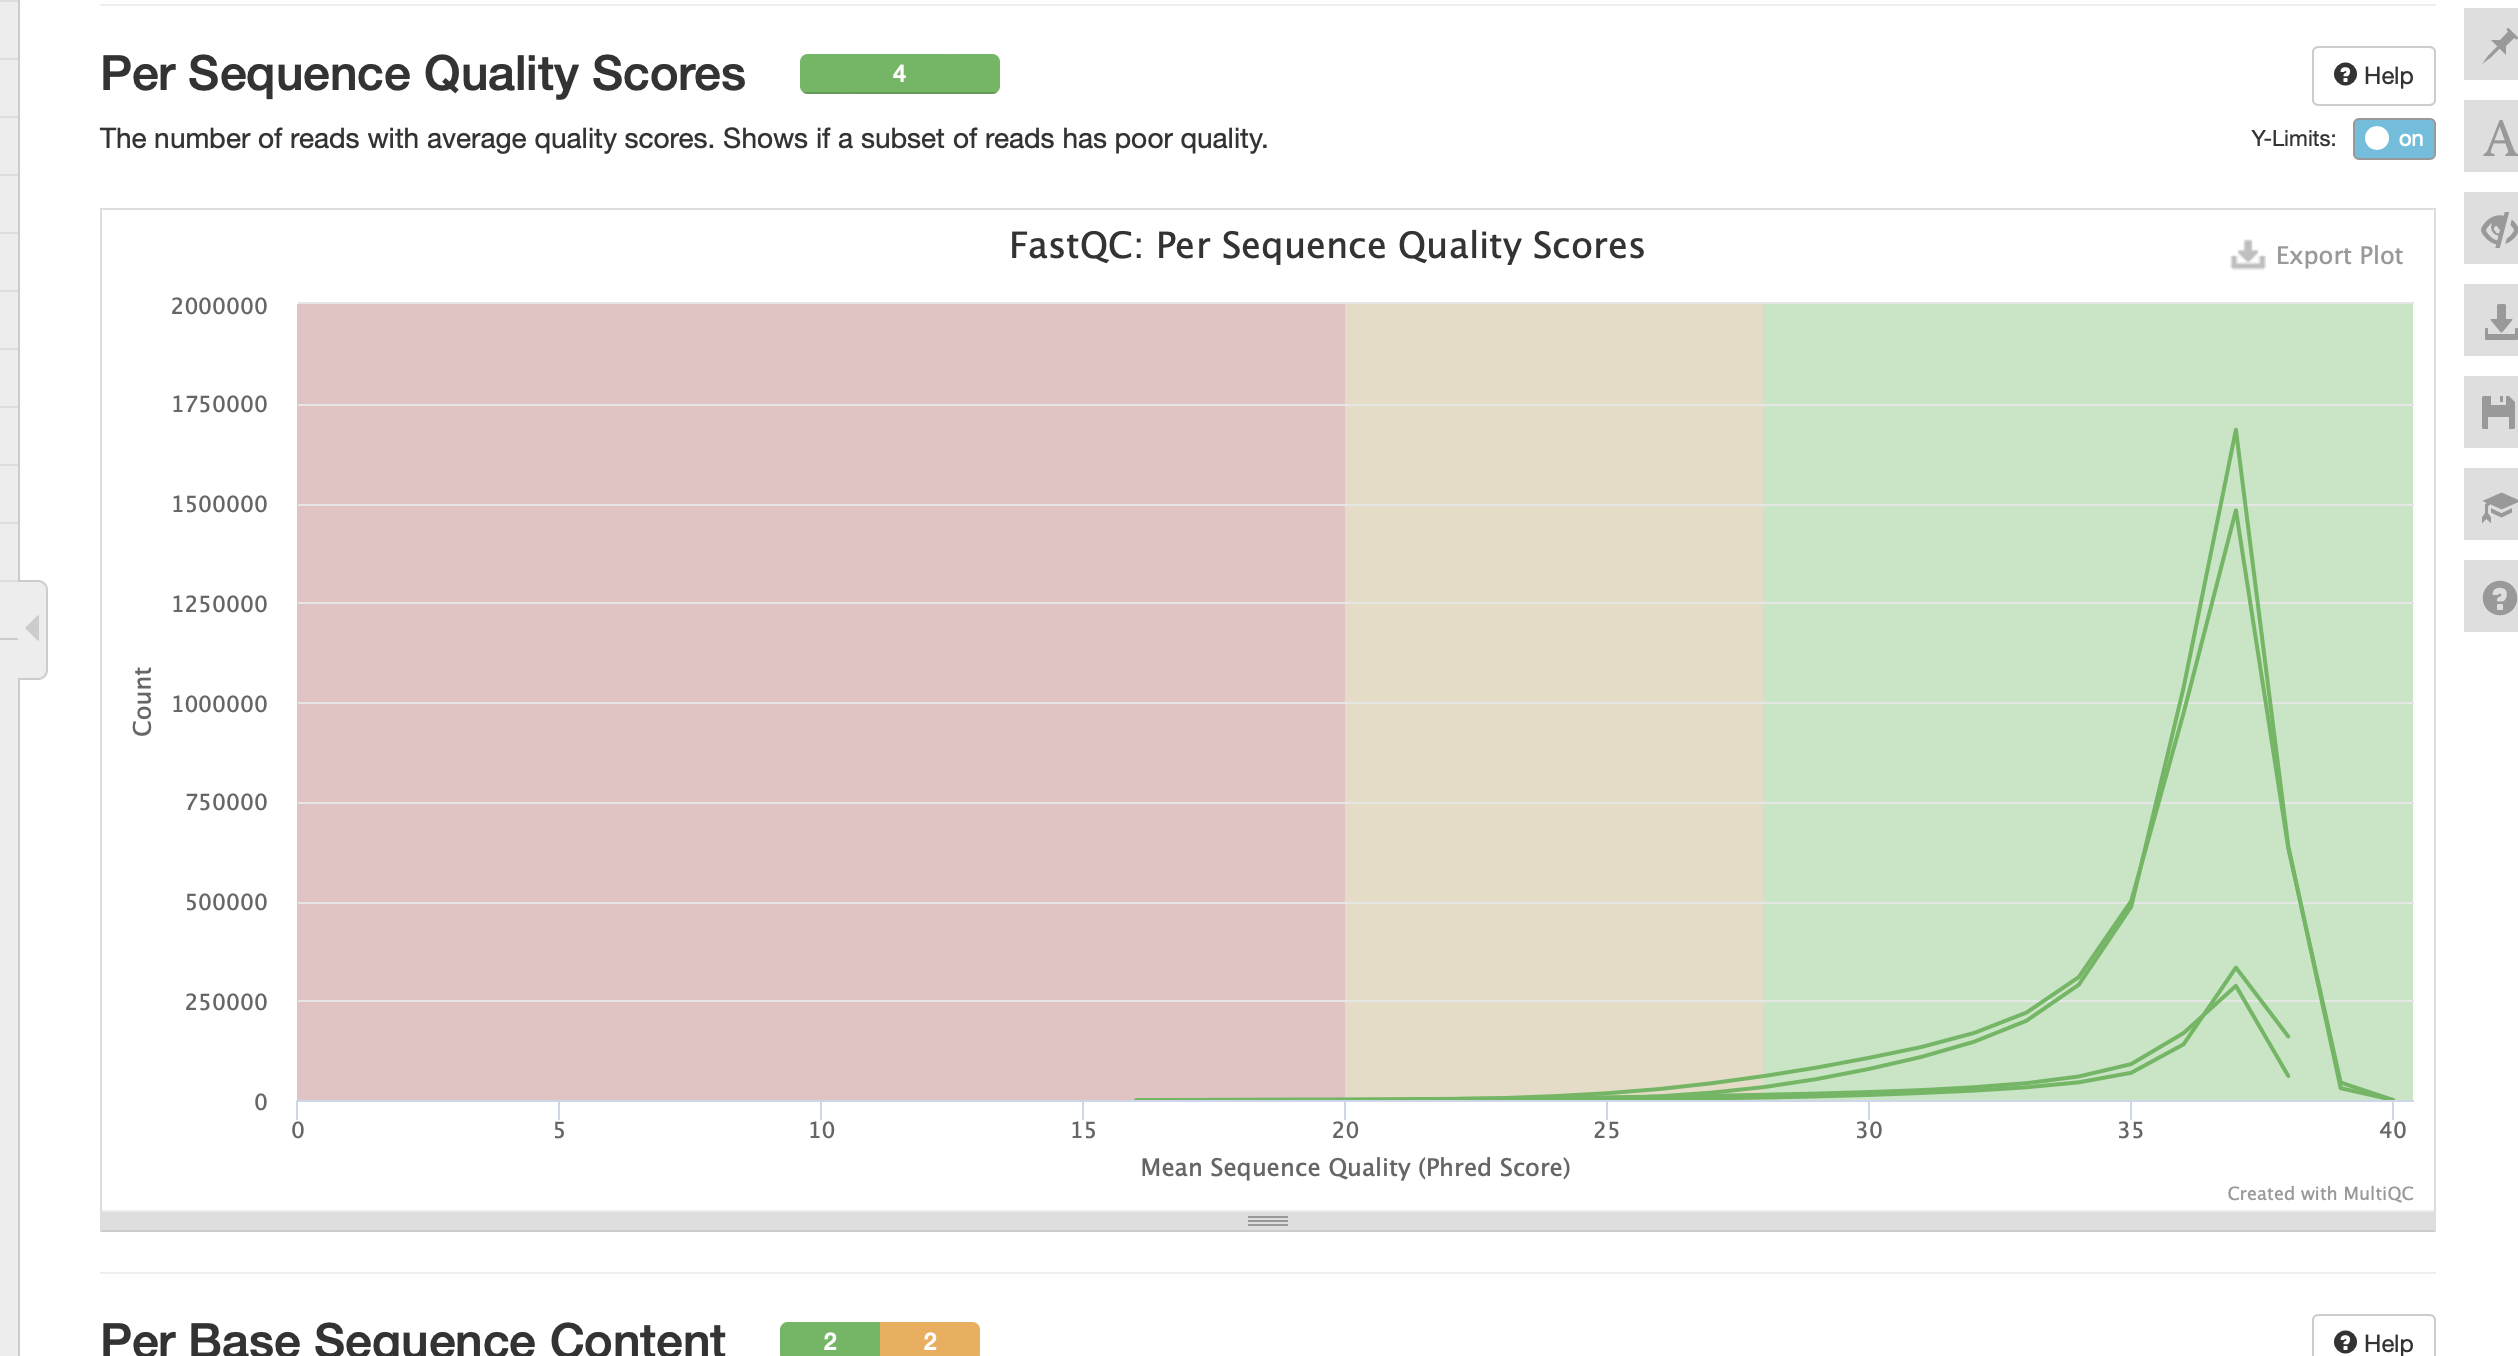 Per Sequence Quality Scores
4
Help
The number of reads with average quality scores. Shows if a subset of reads has poor quality.
Y-Limits: on
A
FastQC: Per Sequence Quality Scores
Export Plot
2000000
1750000
1500000
1250000
1000000
750000
500000
250000
0
Count
0 5 10 15 20 25 30 35 40
Mean Sequence Quality (Phred Score)
Created with MultiQC
Per Base Sequence Content
2 2
Help